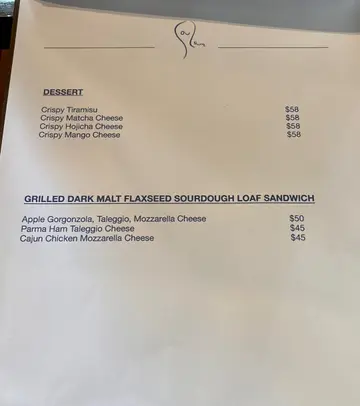 DESSERT
Crispy Tiramisu $58
Crispy Matcha Cheese $58
Crispy Hojicha Cheese $58
Crispy Mango Cheese $58
GRILLED DARK MALT FLAXSEED SOURDOUGH LOAF SANDWICH
Apple Gorgonzola, Taleggio, Mozzarella Cheese $50
Parma Ham Taleggio Cheese $45
Cajun Chicken Mozzarella Cheese $45